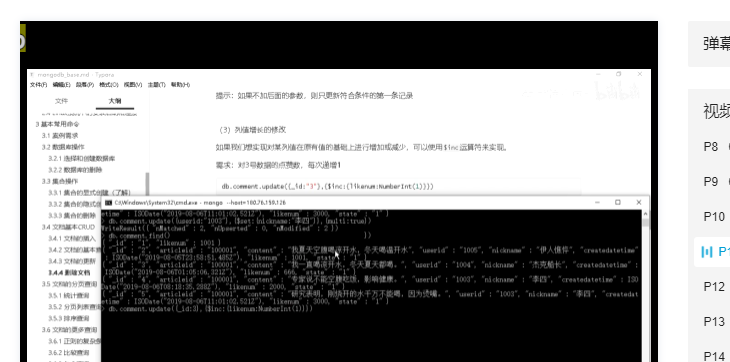 弹幕
mongodb_base.md - Typora
文件(F) 编辑(E) 段落(P) 格式(O) 视图(V) 主题(T) 帮助(H)
文件 大纲
提示：如果不加后面的参数，则只更新符合条件的第一条记录
视频
3 基本常用命令
(3) 列值增长的修改
3.1 案例需求
3.2 数据库操作
如果我们想实现对某列值在原有值的基础上进行增加或减少，可以使用 $inc 运算符来实现。
P8
3.2.1 选择和创建数据库
需求：对3号数据的点赞数，每次递增1
3.2.2 数据库的删除
3.3 集合操作
db.comment.update({_id:"3"},{$inc:{likenum:NumberInt(1)}})
P9
3.3.1 集合的显式创建（了解）
C:\Windows\System32\cmd.exe - mongo --host=180.76.159.126
3.3.2 集合的隐式
3.3.3 集合的删除
etime" : ISODate("2019-08-06T11:01:02.521Z"), "likenum" : 3000, "state" : "1" }
P10
> db.comment.update({userid:"1003"}, {$set:{nickname:"李四"}}, {multi:true})
3.4 文档基本CRUD
WriteResult({ "nMatched" : 2, "nUpserted" : 0, "nModified" : 2 })
3.4.1 文档的插入
> db.comment.find()
{ "_id" : "1", "likenum" : 1001 }
3.4.2 文档的基本查
"articleid" : "100001", "content" : "我夏天空腹喝凉开水，冬天喝温开水", "userid" : "1005", "nickname" : "伊人憔悴", "createdatetime" :
3.4.3 文档的更新
ISODate("2019-08-05T23:58:51.485Z"), "likenum" : 1001, "state" : "1" }
3.4.4 删除文档
"articleid" : "100001", "content" : "我一直喝凉开水，冬天夏天都喝。", "userid" : "1004", "nickname" : "杰克船长", "createdatetime" :
3.5 文档的分页查询
ISODate("2019-08-06T01:05:06.321Z"), "likenum" : 666, "state" : "1" }
"articleid" : "100001", "content" : "专家说不能空腹吃饭，影响健康。", "userid" : "1003", "nickname" : "李四", "createdatetime" : ISO
3.5.1 统计查询
Date("2019-08-06T08:18:35.288Z"), "likenum" : 2000, "state" : "1" }
"articleid" : "100001", "content" : "研究表明，刚烧开的水千万不能喝，因为烫嘴。", "userid" : "1003", "nickname" : "李四", "createdat
3.5.2 分页列表查询
etime" : ISODate("2019-08-06T11:01:02.521Z"), "likenum" : 3000, "state" : "1" }
3.5.3 排序查询
> db.comment.update({_id:3}, {$inc:{likenum:NumberInt(1)}})
P12
3.6 文档的更多查询
P13
3.6.1 正则的复杂
3.6.2 比较查询
P14